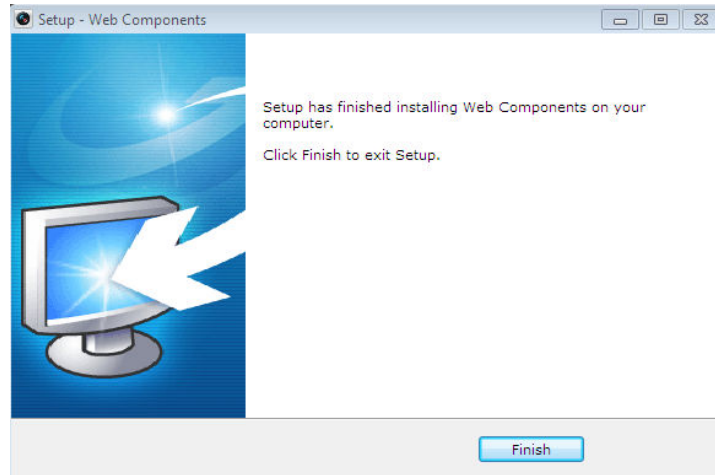 Setup - Web Components
Setup has finished installing Web Components on your
computer.
Click Finish to exit Setup.
Finish